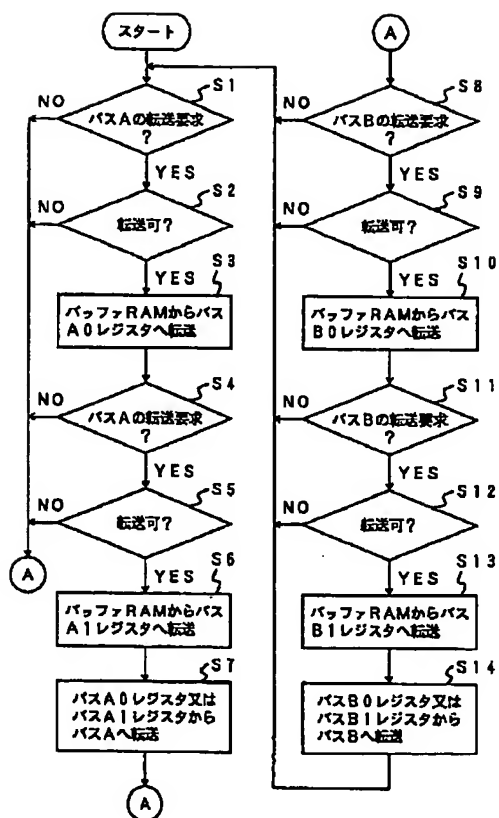 スタート
S1
バスAの転送要求
?
NO
YES
S2
転送可?
NO
YES
S3
バッファRAMからバス
A0レジスタへ転送
S4
バスAの転送要求
?
NO
YES
S5
転送可?
NO
YES
A
S6
バッファRAMからバス
A1レジスタへ転送
S7
バスA0レジスタ又は
バスA1レジスタから
バスAへ転送
A
A
S8
バスBの転送要求
?
NO
YES
S9
転送可?
NO
YES
S10
バッファRAMからバス
B0レジスタへ転送
S11
バスBの転送要求
?
NO
YES
S12
転送可?
NO
YES
S13
バッファRAMからバス
B1レジスタへ転送
S14
バスB0レジスタ又は
バスB1レジスタから
バスBへ転送